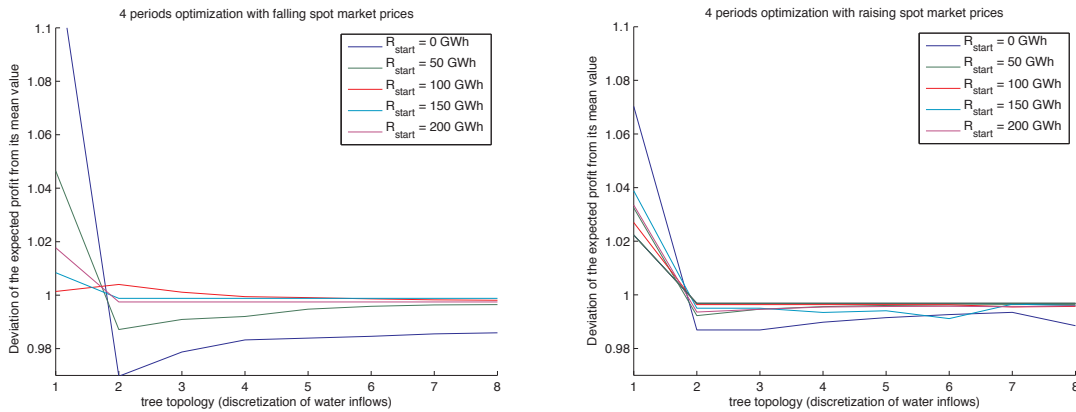 4 periods optimization with falling spot market prices
1.1
1.08
1.06
1.04
1.02
1
0.98
Deviation of the expected profit from its mean value
R_start = 0 GWh
R_start = 50 GWh
R_start = 100 GWh
R_start = 150 GWh
R_start = 200 GWh
1 2 3 4 5 6 7 8
tree topology (discretization of water inflows)
4 periods optimization with raising spot market prices
1.1
1.08
1.06
1.04
1.02
1
0.98
Deviation of the expected profit from its mean value
R_start = 0 GWh
R_start = 50 GWh
R_start = 100 GWh
R_start = 150 GWh
R_start = 200 GWh
1 2 3 4 5 6 7 8
tree topology (discretization of water inflows)